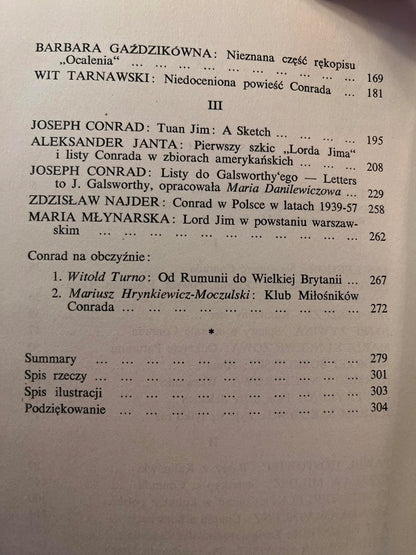 BARBARA GAŹDZIKÓWNA: Nieznana część rękopisu
„Ocalenia“ ... ... ... ... ... ... ... ... ... 169
WIT TARNAWSKI: Niedoceniona powieść Conrada ... 181
III
JOSEPH CONRAD: Tuan Jim: A Sketch ... ... ... 195
ALEKSANDER JANTA: Pierwszy szkic „Lorda Jima”
i listy Conrada w zbiorach amerykańskich ... ... 208
JOSEPH CONRAD: Listy do Galsworthy'ego — Letters
to J. Galsworthy, opracowała Maria Danilewiczowa ... 229
ZDZISŁAW NAJDER: Conrad w Polsce w latach 1939-57 258
MARIA MŁYNARSKA: Lord Jim w powstaniu warszaw-
skim ... ... ... ... ... ... ... ... ... ... 262
Conrad na obczyźnie:
1. Witold Turno: Od Rumunii do Wielkiej Brytanii ... 267
2. Mariusz Hrynkiewicz-Moczulski: Klub Miłośników
Conrada ... ... ... ... ... ... ... ... ... 272
*
Summary ... ... ... ... ... ... ... ... ... 279
Spis rzeczy ... ... ... ... ... ... ... ... ... 301
Spis ilustracji ... ... ... ... ... ... ... ... 303
Podziękowanie ... ... ... ... ... ... ... ... 304